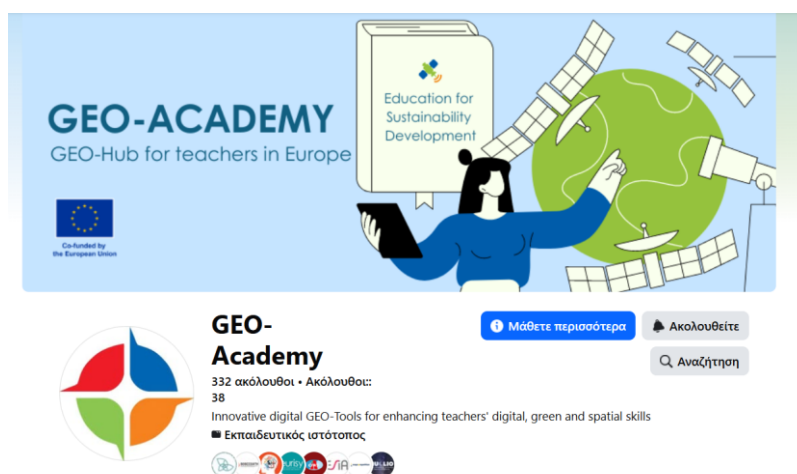 GEO-ACADEMY
GEO-Hub for teachers in Europe
Education for
Sustainability
Development
Co-funded by
the European Union
GEO-
Academy
332 ακόλουθοι • Ακόλουθοι::
38
Μάθετε περισσότερα
Ακολουθείτε
Αναζήτηση
Innovative digital GEO-Tools for enhancing teachers' digital, green and spatial skills
Εκπαιδευτικός ιστότοπος